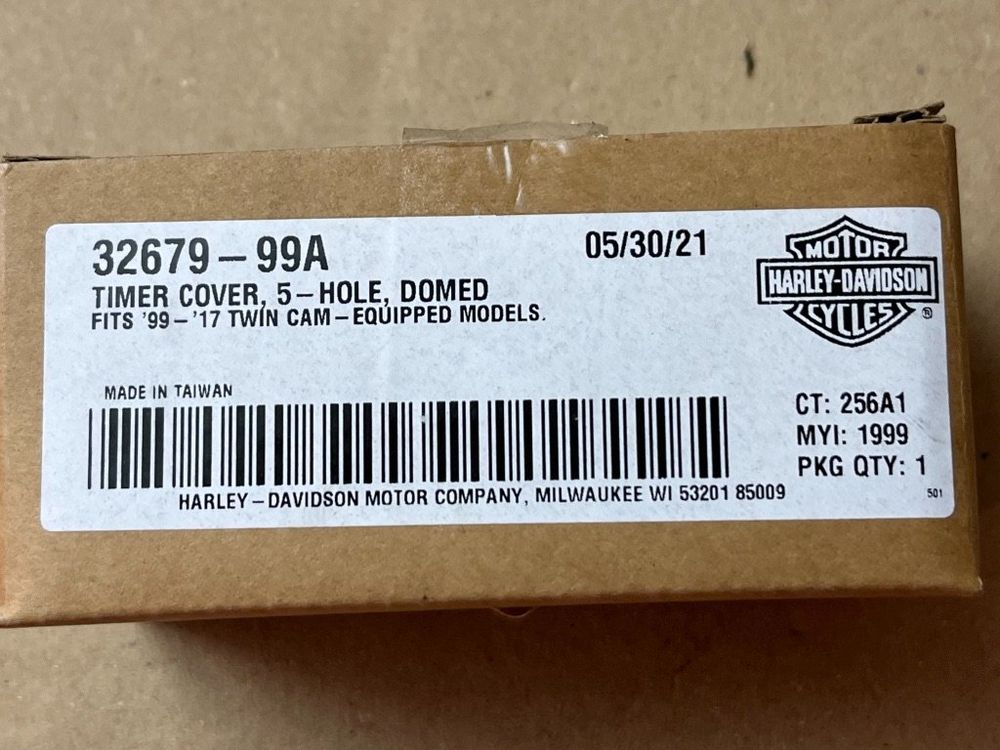 32679-99A
05/30/21
TIMER COVER, 5-HOLE, DOMED
FITS '99-'17 TWIN CAM-EQUIPPED MODELS.
MOTOR
HARLEY-DAVIDSON
CYCLES
®
MADE IN TAIWAN
CT: 256A1
MYI: 1999
PKG QTY: 1
HARLEY-DAVIDSON MOTOR COMPANY, MILWAUKEE WI 53201 85009
501